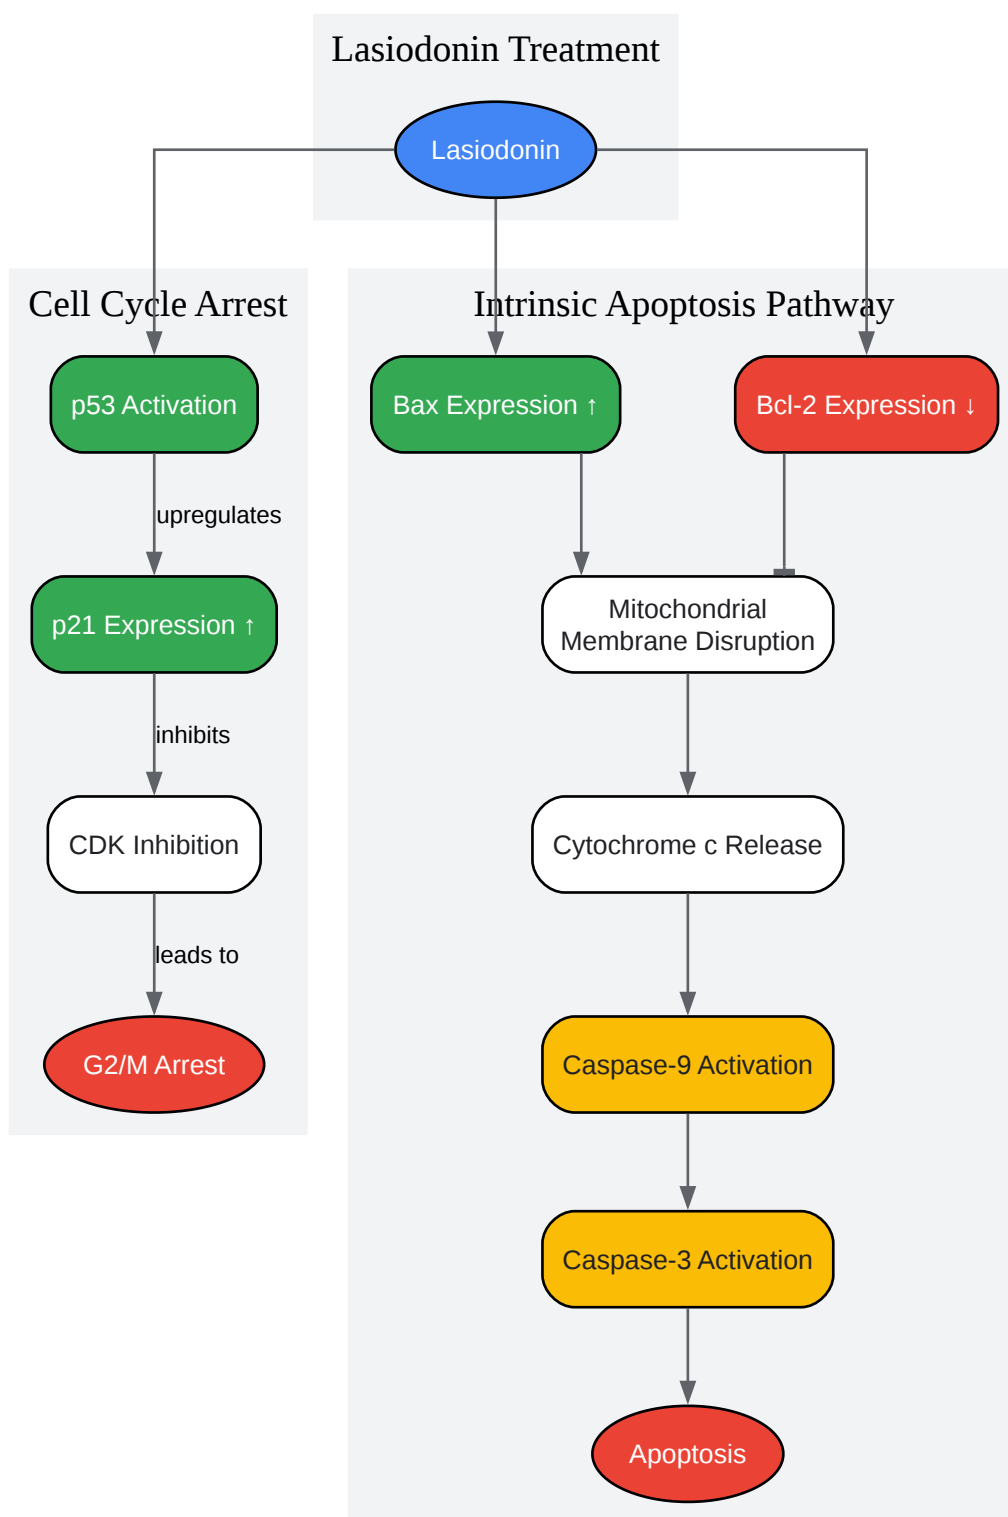 Lasiodonin Treatment
Lasiodonin
Cell Cycle Arrest
p53 Activation
upregulates
p21 Expression ↑
inhibits
CDK Inhibition
leads to
G2/M Arrest
Intrinsic Apoptosis Pathway
Bax Expression ↑
Bcl-2 Expression ↓
Mitochondrial
Membrane Disruption
Cytochrome c Release
Caspase-9 Activation
Caspase-3 Activation
Apoptosis